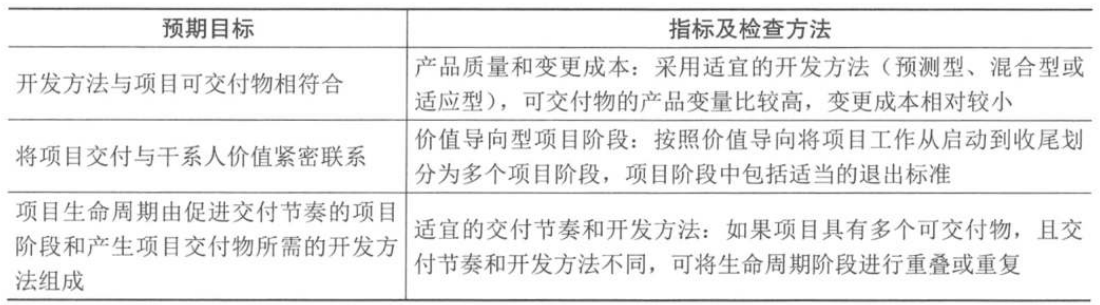 预期目标
指标及检查方法
开发方法与项目可交付物相符合
产品质量和变更成本：采用适宜的开发方法（预测型、混合型或
适应型），可交付物的产品变量比较高，变更成本相对较小
将项目交付与干系人价值紧密联系
价值导向型项目阶段：按照价值导向将项目工作从启动到收尾划
分为多个项目阶段，项目阶段中包括适当的退出标准
项目生命周期由促进交付节奏的项目
阶段和产生项目交付物所需的开发方
法组成
适宜的交付节奏和开发方法：如果项目具有多个可交付物，且交
付节奏和开发方法不同，可将生命周期阶段进行重叠或重复